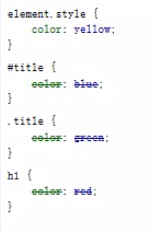 element.style {
color: yellow;
}
#title {
color: blue;
}
.title {
color: green;
}
h1 {
color: red;
}